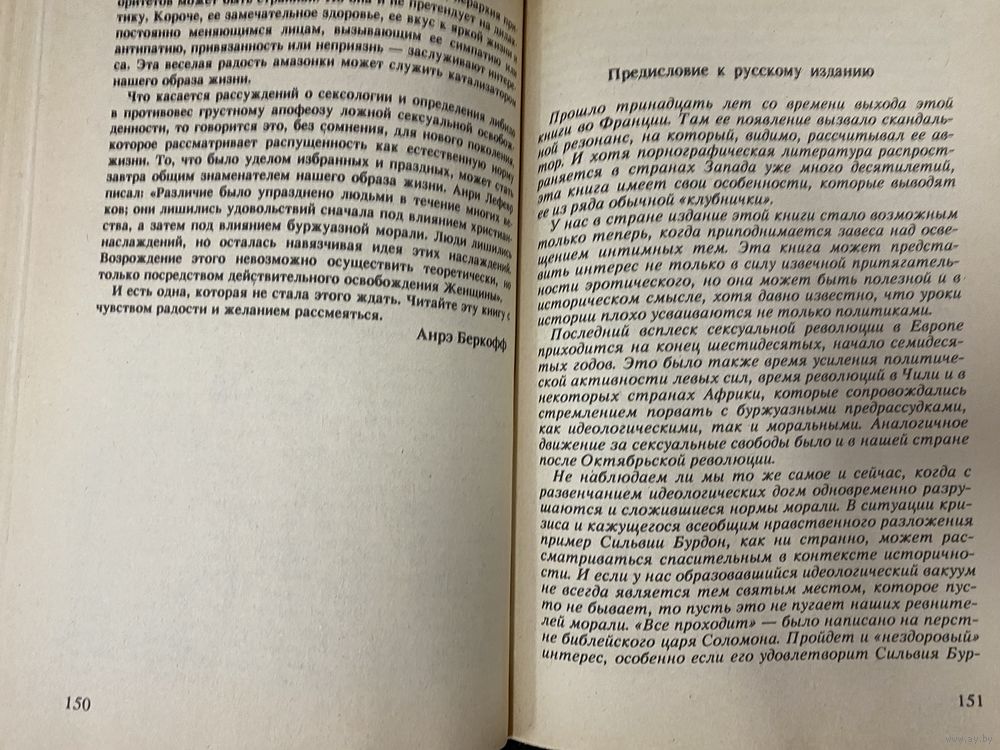 оритетов может быть
тику. Короче, ее замечательное здоровье, ее вкус к яркой жизни и
постоянно меняющимся лицам, вызывающим ее симпатию или
антипатию, привязанность или неприязнь — заслуживают интере-
са. Эта веселая радость амазонки может служить катализатором
нашего образа жизни.
Что касается рассуждений о сексологии и определения либидо
в противовес грустному апофеозу ложной сексуальной освобож-
денности, то говорится это, без сомнения, для нового поколения,
которое рассматривает распущенность как естественную норму
жизни. То, что было уделом избранных и праздных, может стать
завтра общим знаменателем нашего образа жизни. Анри Лефевр
писал: «Различие было упразднено людьми в течение многих ве-
ков; они лишились удовольствий сначала под влиянием христиан-
ства, а затем под влиянием буржуазной морали. Люди лишились
наслаждений, но осталась навязчивая идея этих наслаждений.
Возрождение этого невозможно осуществить теоретически, но
только посредством действительного освобождения Женщины».
И есть одна, которая не стала этого ждать. Читайте эту книгу с
чувством радости и желанием рассмеяться.
Анрэ Беркофф
150
Предисловие к русскому изданию
Прошло тринадцать лет со времени выхода этой
книги во Франции. Там ее появление вызвало скандаль-
ной резонанс, на который, видимо, рассчитывал ее ав-
тор. И хотя порнографическая литература распрост-
раняется в странах Запада уже много десятилетий,
эта книга имеет свои особенности, которые выводят
ее из ряда обычной «клубнички».
У нас в стране издание этой книги стало возможным
только теперь, когда приподнимается завеса над осве-
щением интимных тем. Эта книга может предста-
вить интерес не только в силу извечной притягатель-
ности эротического, но она может быть полезной и в
историческом смысле, хотя давно известно, что уроки
истории плохо усваиваются не только политиками.
Последний всплеск сексуальной революции в Европе
приходится на конец шестидесятых, начало семидеся-
тых годов. Это было также время усиления политиче-
ской активности левых сил, время революций в Чили и в
некоторых странах Африки, которые сопровождались
стремлением порвать с буржуазными предрассудками,
как идеологическими, так и моральными. Аналогичное
движение за сексуальные свободы было и в нашей стране
после Октябрьской революции.
Не наблюдаем ли мы то же самое и сейчас, когда с
развенчанием идеологических догм одновременно разру-
шаются и сложившиеся нормы морали. В ситуации кри-
зиса и кажущегося всеобщим нравственного разложения
пример Сильвии Бурдон, как ни странно, может рас-
сматриваться спасительным в контексте исторично-
сти. И если у нас образовавшийся идеологический вакуум
не всегда является тем святым местом, которое пус-
то не бывает, то пусть это не пугает наших ревните-
лей морали. «Все проходит» — было написано на перст-
не библейского царя Соломона. Пройдет и «нездоровый»
интерес, особенно если его удовлетворит Сильвия Бур-
151
www.ay.by